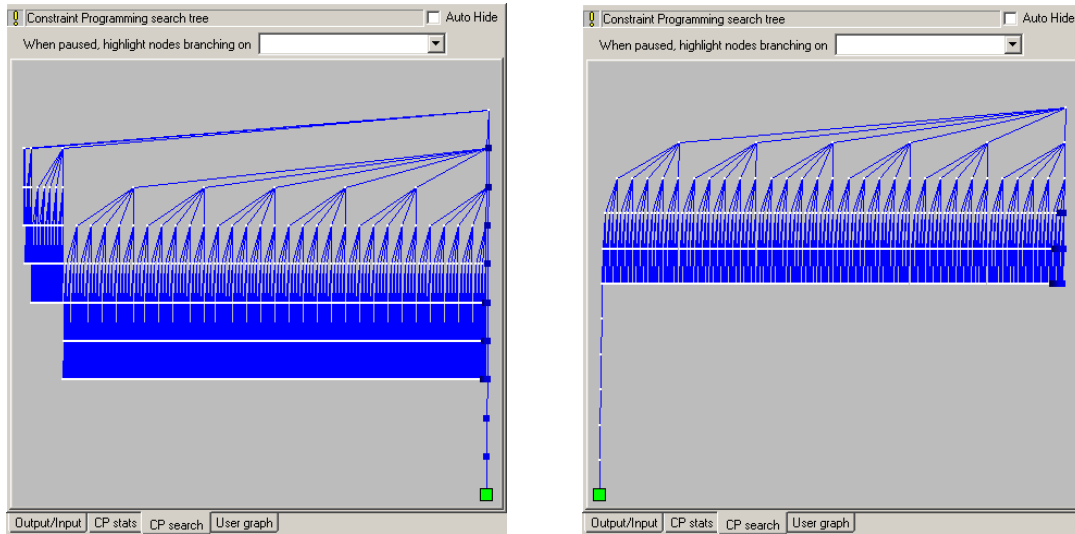 Constraint Programming search tree Auto Hide
When paused, highlight nodes branching on
Output/Input CP stats CP search User graph
Constraint Programming search tree Auto Hide
When paused, highlight nodes branching on
Output/Input CP stats CP search User graph